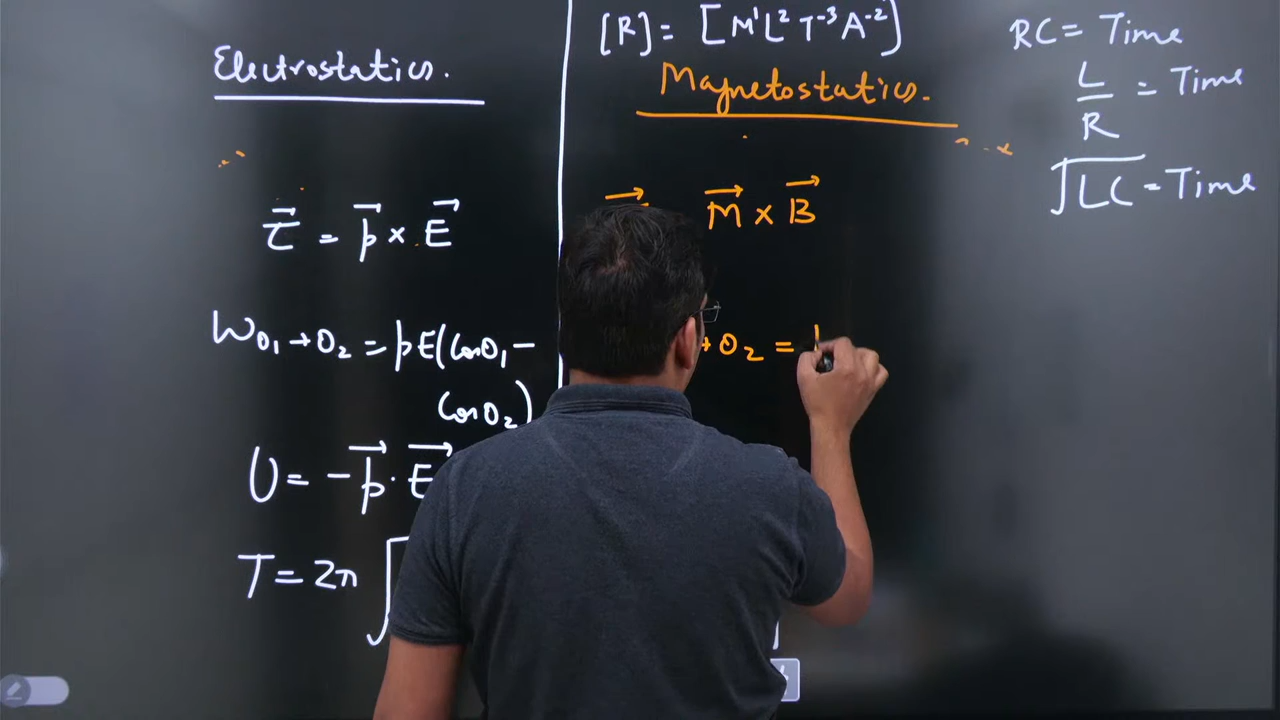 [R] = [M¹L²T⁻³A⁻²]
RC = Time
L/R = Time
√LC = Time
Electrostatics.
Magnetostatics.
τ⃗ = p⃗ × E⃗
M⃗ × B⃗
W θ₁→θ₂ = pE(Cosθ₁ –
Cosθ₂)
→θ₂ =
U = –p⃗·E⃗
T = 2π √